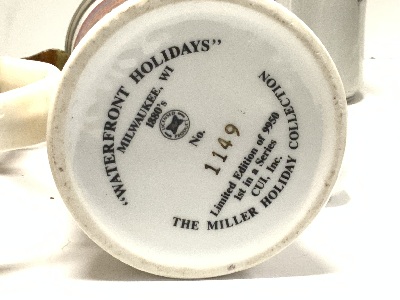 "WATERFRONT HOLIDAYS"
MILWAUKEE, WI
1880's
No. 1149
Limited Edition of 9950
1st in a Series
CUI, Inc.
THE MILLER HOLIDAY COLLECTION